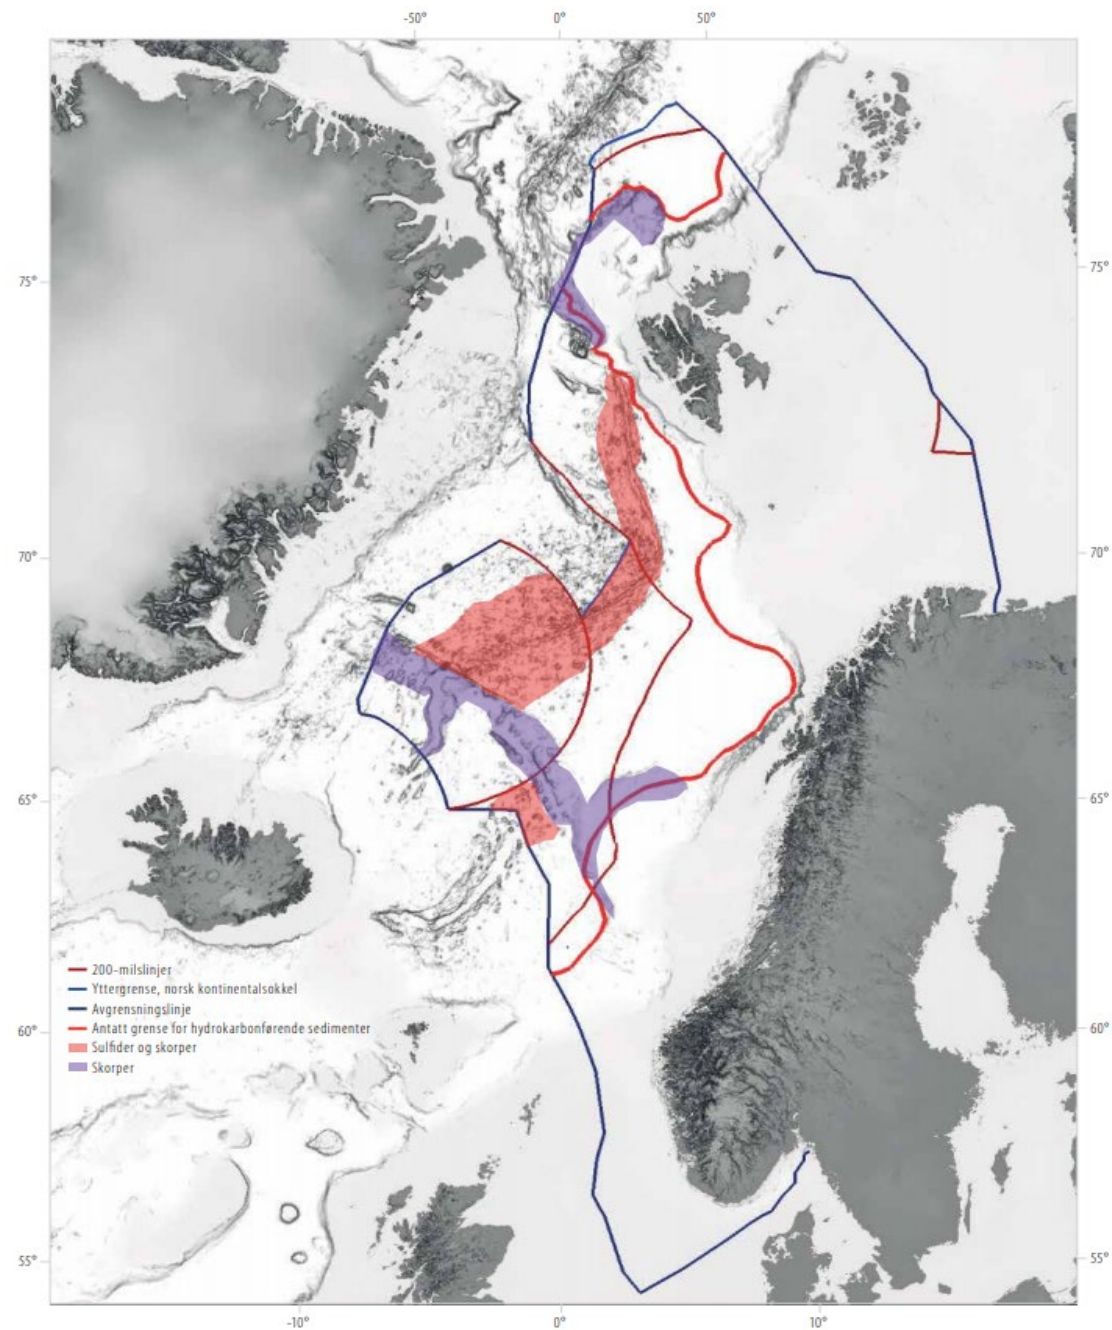 -50° 0° 50°
75° 75°
70° 70°
65° 65°
200-milslinjer
Yttergrense, norsk kontinentalsokkel
Avgrensningslinje
Antatt grense for hydrokarbonførende sedimenter
60° 60°
Sulfider og skorper
Skorper
55° 55°
-10° 0° 10°